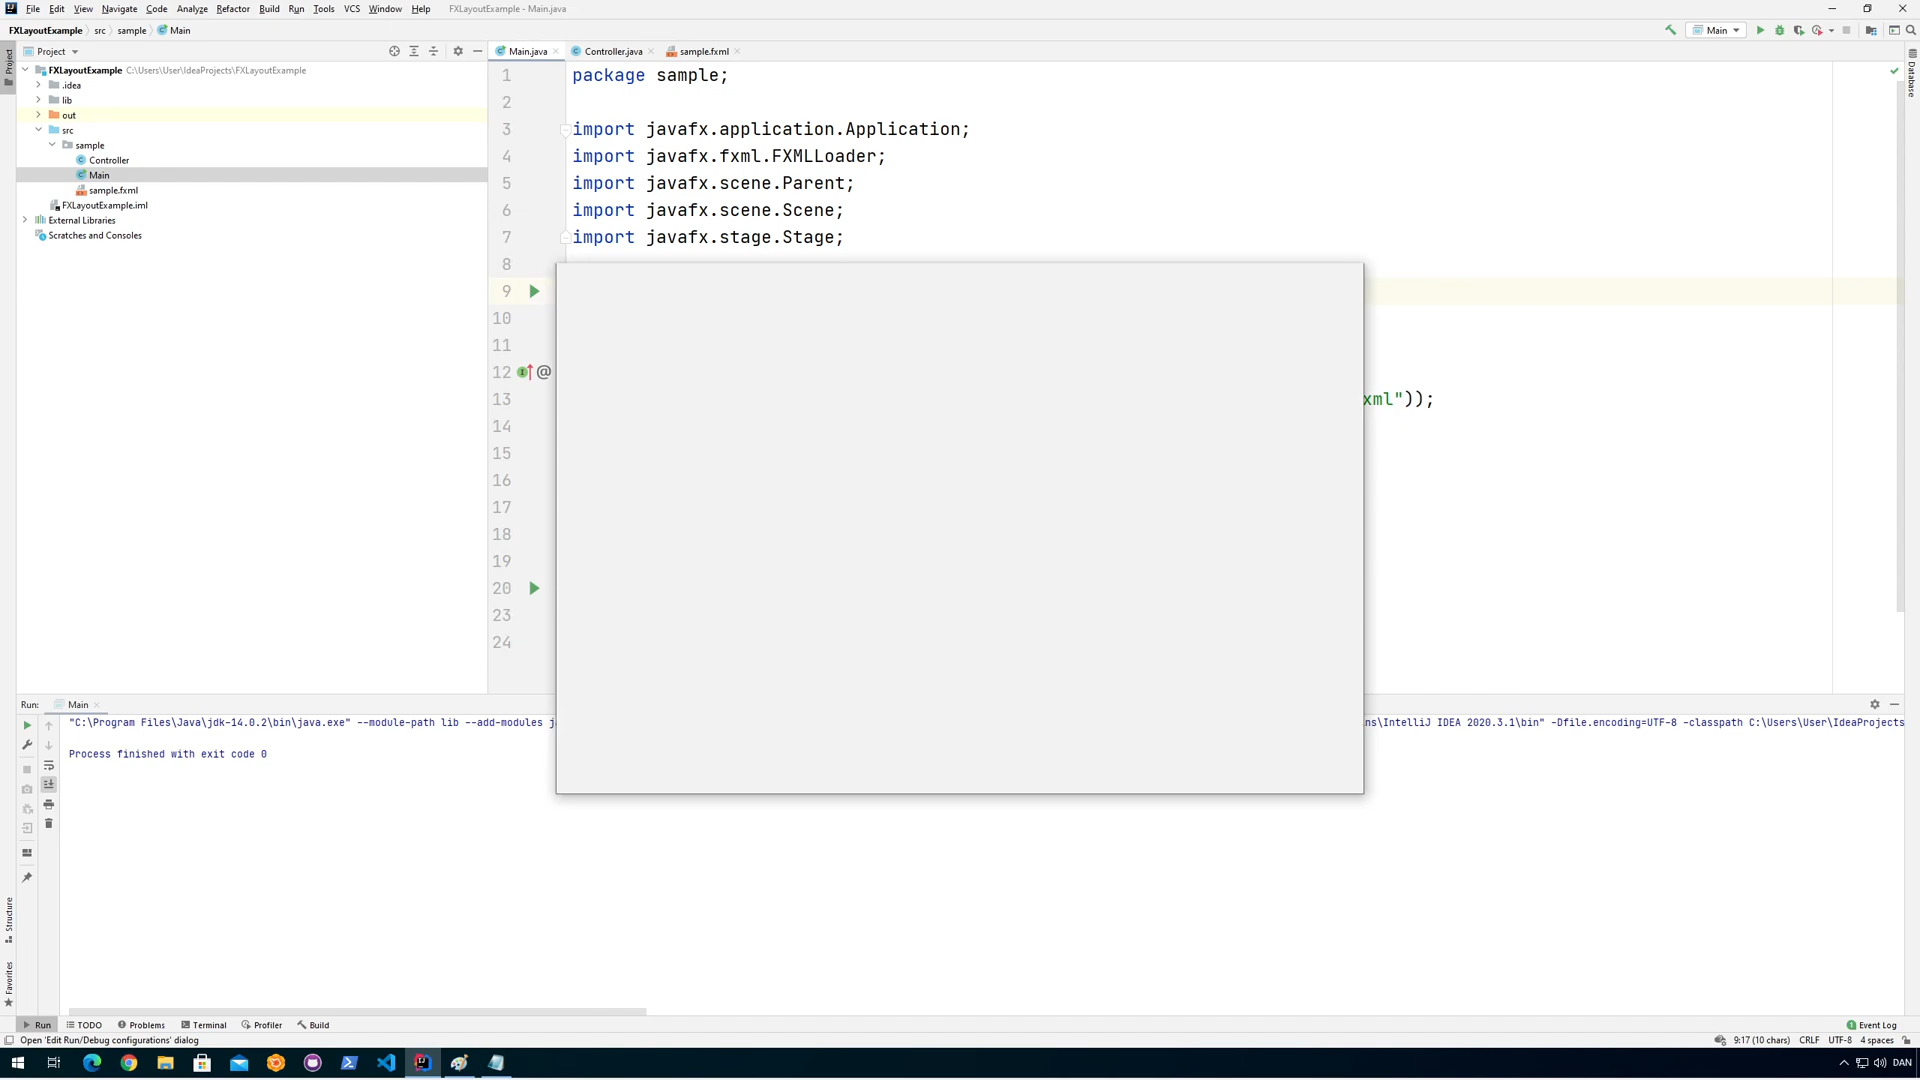 File Edit View Navigate Code Analyze Refactor Build Run Tools VCS Window Help FXLayoutExample - Main.java
FXLayoutExample src sample Main
Main
Project
Main.java Controller.java sample.fxml
Project
Database
FXLayoutExample C:\Users\User\IdeaProjects\FXLayoutExample
.idea
lib
out
src
sample
Controller
Main
sample.fxml
FXLayoutExample.iml
External Libraries
Scratches and Consoles
1 package sample;
2
3 import javafx.application.Application;
4 import javafx.fxml.FXMLLoader;
5 import javafx.scene.Parent;
6 import javafx.scene.Scene;
7 import javafx.stage.Stage;
8
9
10
11
12 @
13 xml"));
14
15
16
17
18
19
20
23
24
Run: Main
"C:\Program Files\Java\jdk-14.0.2\bin\java.exe" --module-path lib --add-modules j ns\IntelliJ IDEA 2020.3.1\bin" -Dfile.encoding=UTF-8 -classpath C:\Users\User\IdeaProjects
Process finished with exit code 0
Structure
Favorites
Run TODO Problems Terminal Profiler Build 1 Event Log
Open 'Edit Run/Debug configurations' dialog 9:17 (10 chars) CRLF UTF-8 4 spaces
DAN